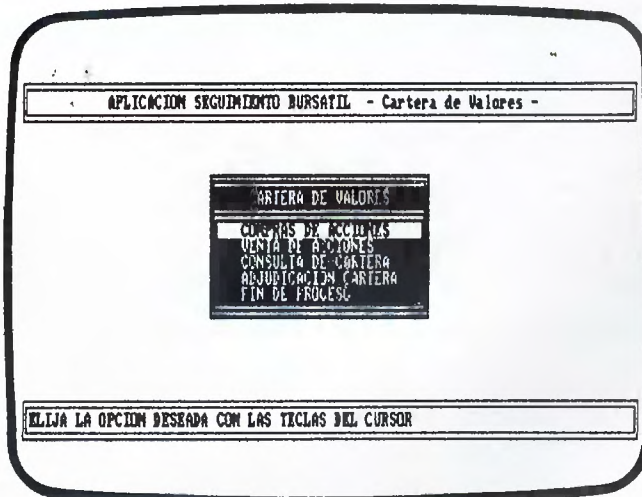 APLICACION SEGUIMIENTO BURSATIL - Cartera de Valores -
CARTERA DE VALORES
COMPRAS DE ACCIONES
VENTA DE ACCIONES
CONSULTA DE CARTERA
ADJUDICACION CARTERA
FIN DE PROCESO
ELIJA LA OPCION DESEADA CON LAS TECLAS DEL CURSOR